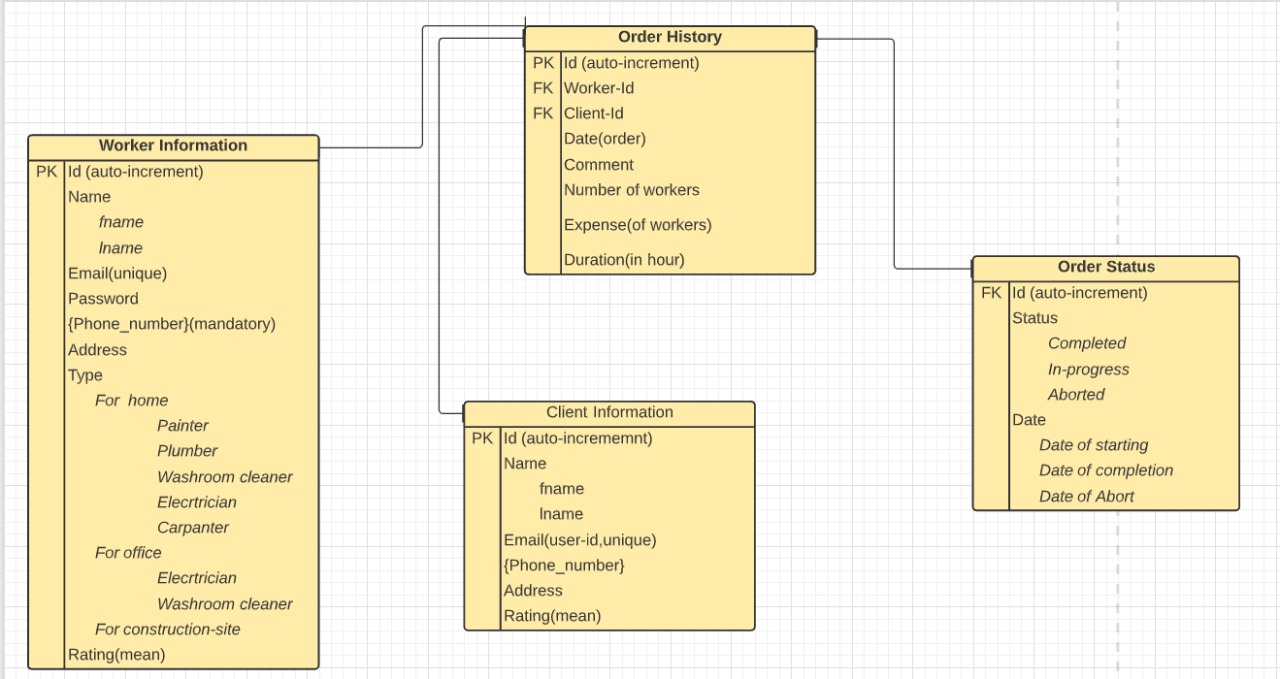 Order History
PK Id (auto-increment)
FK Worker-Id
FK Client-Id
Date(order)
Comment
Number of workers
Expense(of workers)
Duration(in hour)
Worker Information
PK Id (auto-increment)
Name
fname
lname
Email(unique)
Password
{Phone_number}(mandatory)
Address
Type
For home
Painter
Plumber
Washroom cleaner
Elecrtrician
Carpanter
For office
Elecrtrician
Washroom cleaner
For construction-site
Rating(mean)
Client Information
PK Id (auto-incrememnt)
Name
fname
lname
Email(user-id,unique)
{Phone_number}
Address
Rating(mean)
Order Status
FK Id (auto-increment)
Status
Completed
In-progress
Aborted
Date
Date of starting
Date of completion
Date of Abort